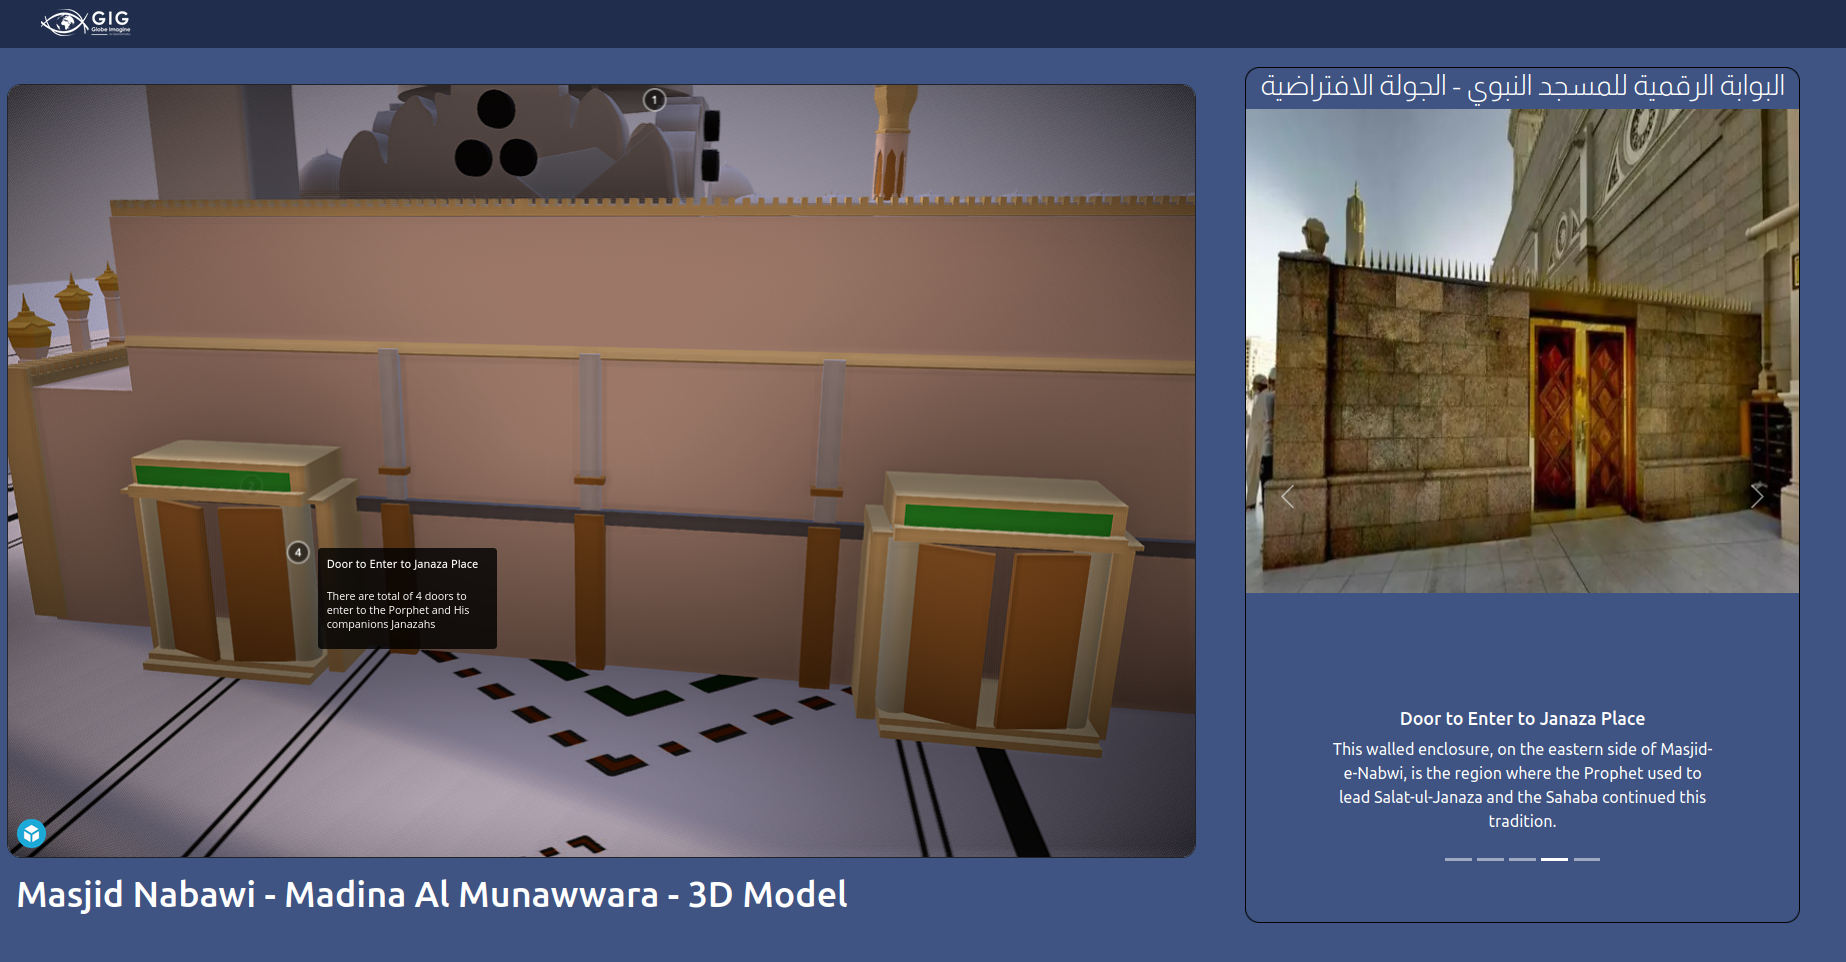 GIG
Globe Imagine
1
2
4
Door to Enter to Janaza Place
There are total of 4 doors to
enter to the Porphet and His
companions Janazahs
Masjid Nabawi - Madina Al Munawwara - 3D Model
البوابة الرقمية للمسجد النبوي - الجولة الافتراضية
Door to Enter to Janaza Place
This walled enclosure, on the eastern side of Masjid-
e-Nabwi, is the region where the Prophet used to
lead Salat-ul-Janaza and the Sahaba continued this
tradition.